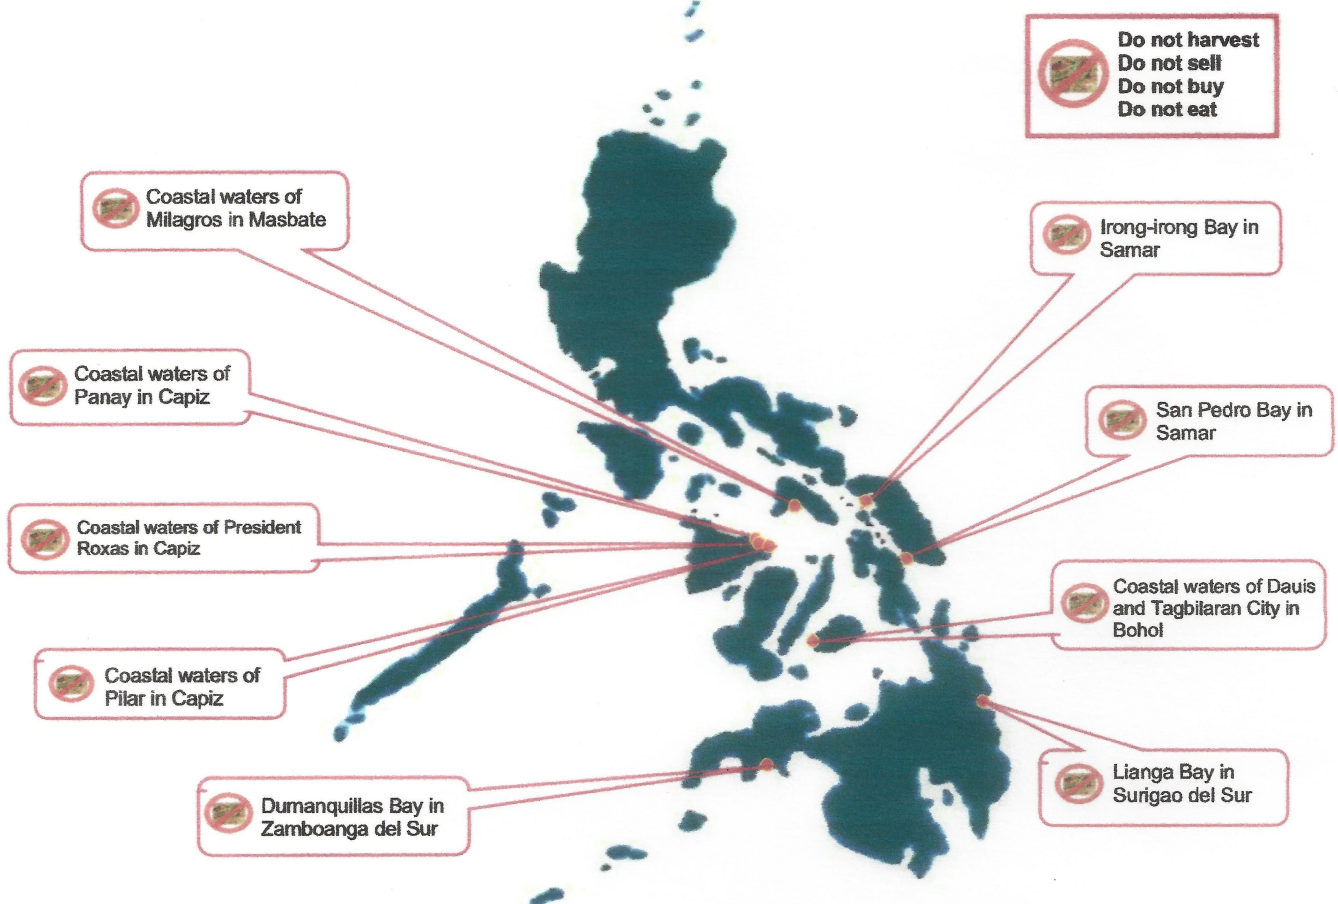 Do not harvest
Do not sell
Do not buy
Do not eat
Coastal waters of
Milagros in Masbate
Irong-irong Bay in
Samar
Coastal waters of
Panay in Capiz
San Pedro Bay in
Samar
Coastal waters of President
Roxas in Capiz
Coastal waters of Dauis
and Tagbilaran City in
Bohol
Coastal waters of
Pilar in Capiz
Lianga Bay in
Surigao del Sur
Dumanquillas Bay in
Zamboanga del Sur